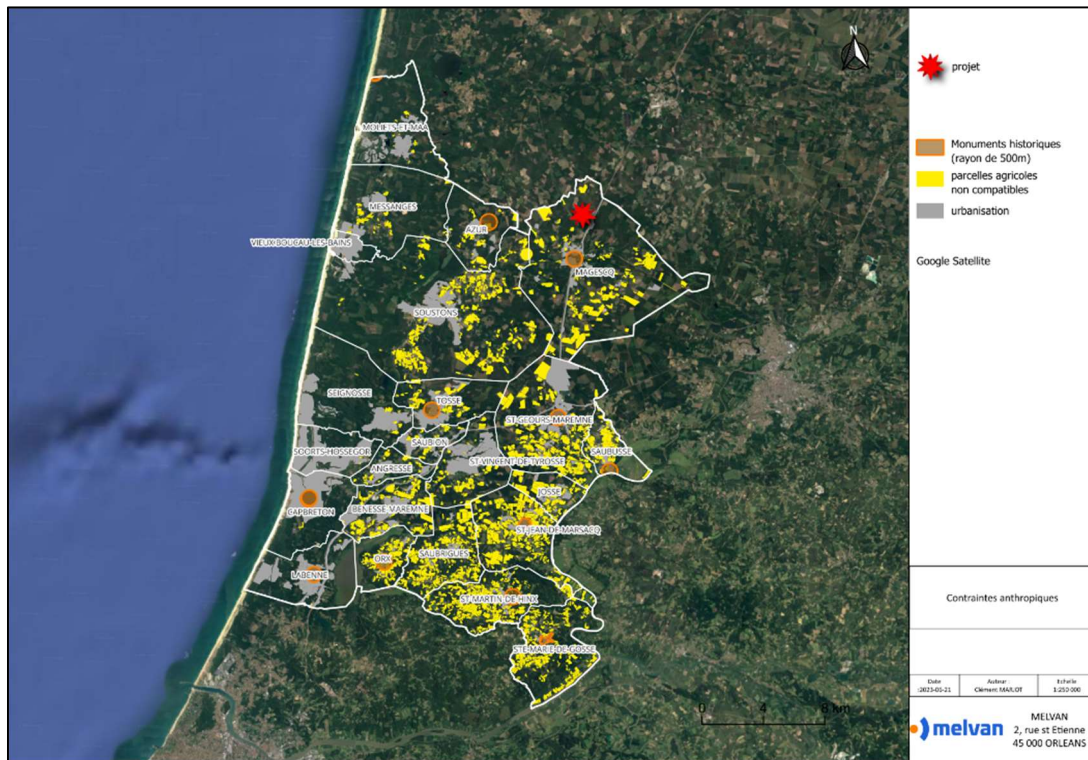 N
projet
Monuments historiques
(rayon de 500m)
parcelles agricoles
non compatibles
urbanisation
Google Satellite
MOLIETS-ET-MAA
MESSANGES
AZUR
VIEUX-BOUCAU-LES-BAINS
MAGESCQ
SOUSTONS
SEIGNOSSE
TOSSE
ST-GEOURS-MAREMNE
SAUBION
SOORTS-HOSSEGOR
ST-VINCENT-DE-TYROSSE
SAUBUSSE
ANGRESSE
JOSSE
CAPBRETON
BENESSE-MAREMNE
ST-JEAN-DE-MARSACQ
ORX
SAUBRIGUES
LABENNE
ST-MARTIN-DE-HINX
STE-MARIE-DE-GOSSE
0 4 8 km
Contraintes anthropiques
Date
Auteur :
Echelle
Clément MARLOT
1:250 000
melvan
MELVAN
2, rue st Etienne
45 000 ORLEANS